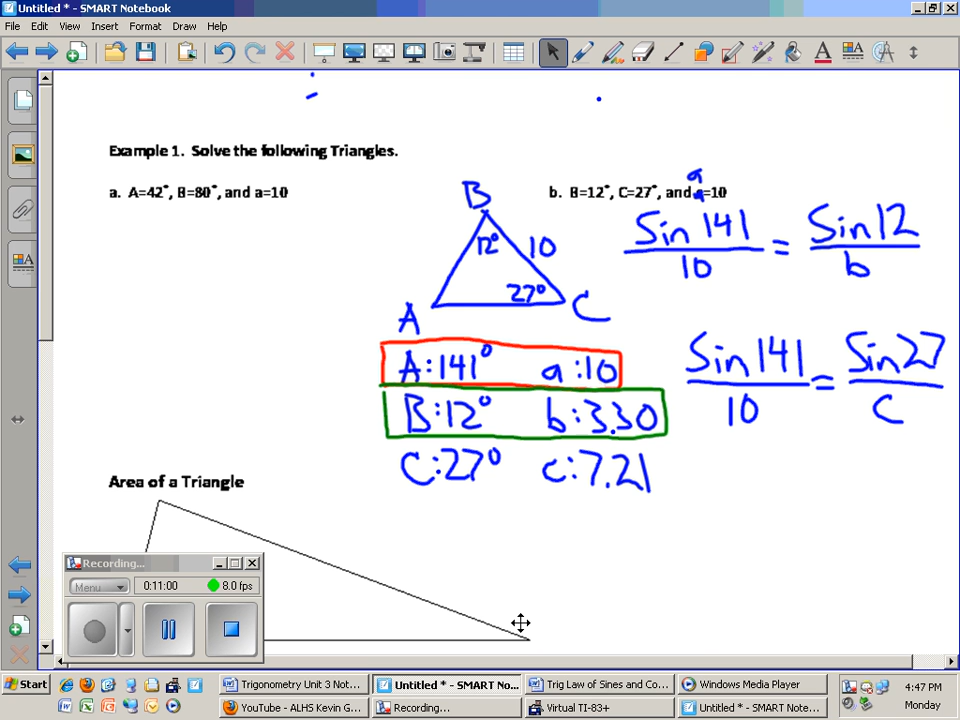 Untitled * - SMART Notebook
File Edit View Insert Format Draw Help
Example 1. Solve the following Triangles.
a. A=42°, B=80°, and a=10
b. B=12°, C=27°, and a=10
a
B
12°
10
27°
A
C
Sin 141 = Sin 12
10 b
A: 141° a: 10
B: 12° b: 3.30
C: 27° c: 7.21
Sin 141 = Sin 27
10 c
Area of a Triangle
Recording...
Menu
0:11:00
8.0 fps
Start
Trigonometry Unit 3 Not...
Untitled * - SMART No...
Trig Law of Sines and Co...
Windows Media Player
4:47 PM
YouTube - ALHS Kevin G...
Recording...
Virtual TI-83+
Untitled * - SMART Noteb...
Monday